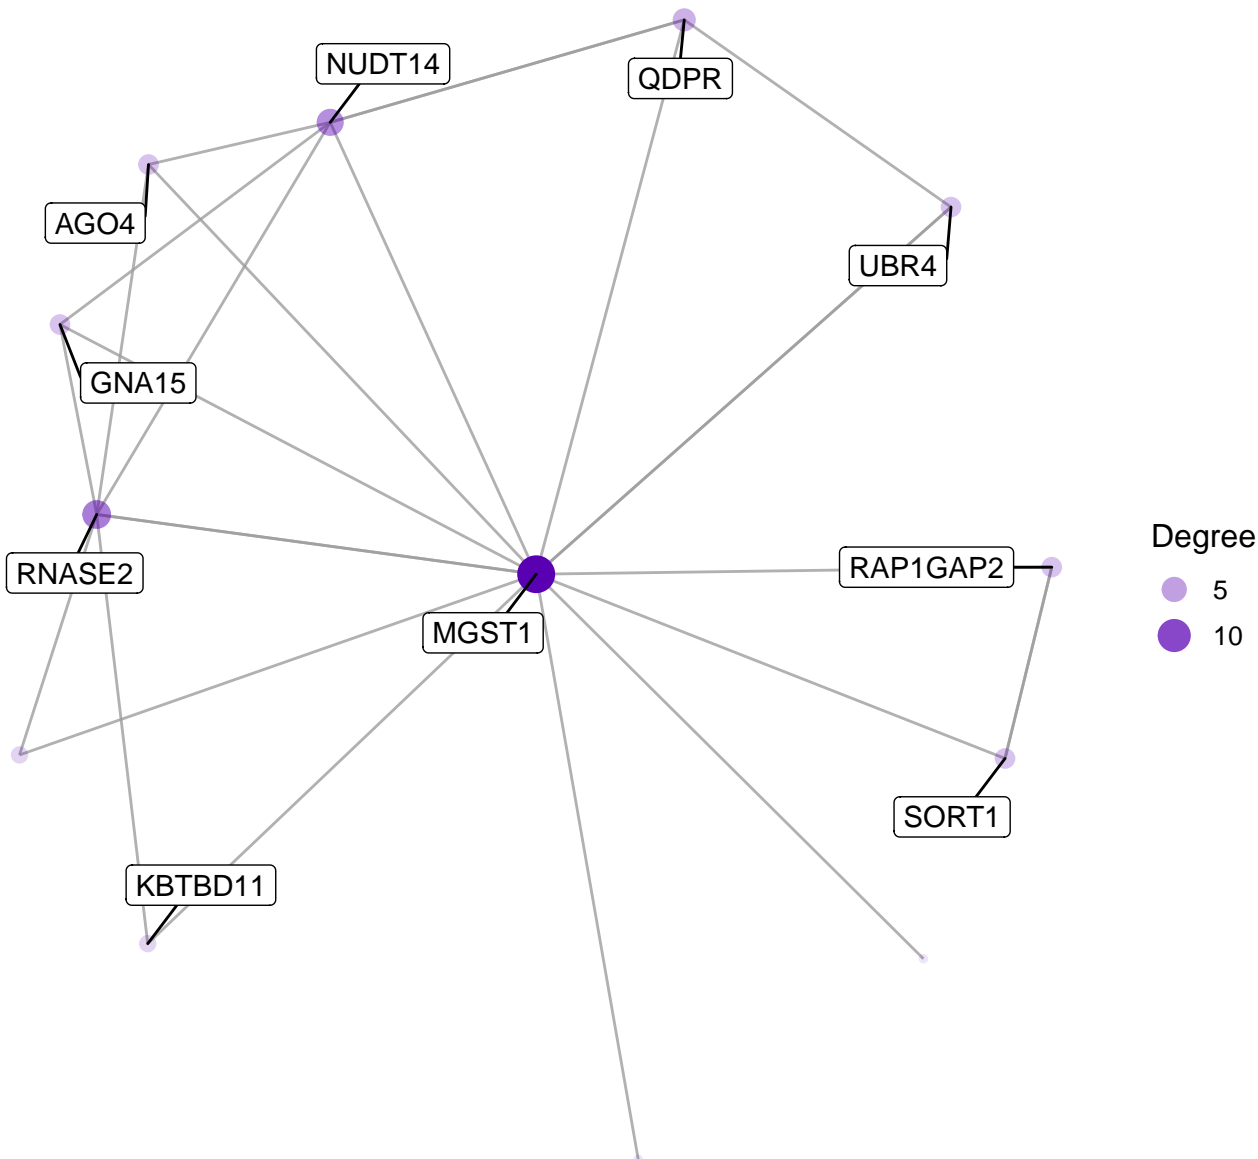 NUDT14
QDPR
AGO4
UBR4
GNA15
RNASE2
RAP1GAP2
MGST1
SORT1
KBTBD11
Degree
5
10